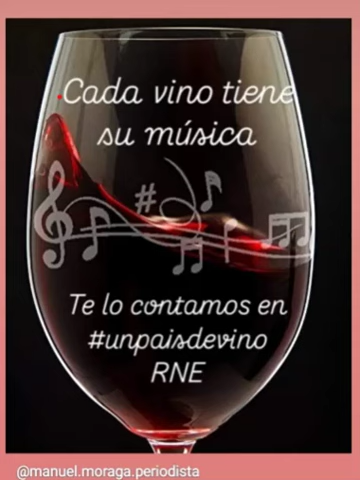 Cada vino tiene
su música
#
Te lo contamos en
#unpaisdevino
RNE
@manuel.moraga.periodista